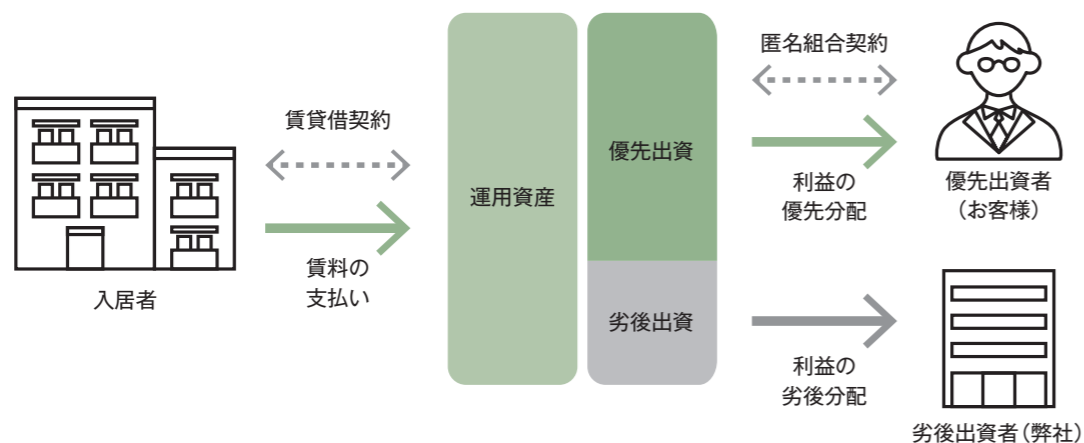 賃貸借契約
賃料の
支払い
入居者
運用資産
優先出資
劣後出資
匿名組合契約
利益の
優先分配
優先出資者
（お客様）
利益の
劣後分配
劣後出資者（弊社）